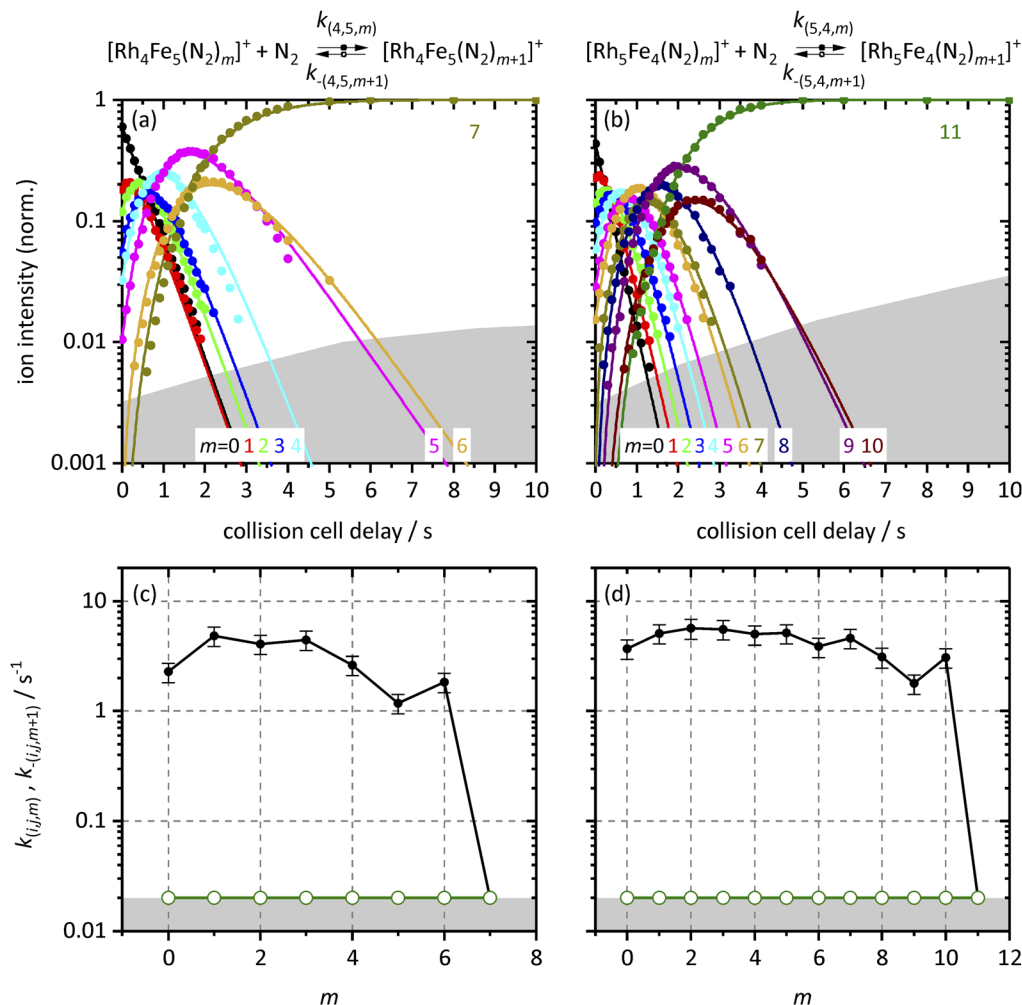 k(4,5,m)
[Rh4Fe5(N2)m]+ + N2 ⇌ [Rh4Fe5(N2)m+1]+
k-(4,5,m+1)
k(5,4,m)
[Rh5Fe4(N2)m]+ + N2 ⇌ [Rh5Fe4(N2)m+1]+
k-(5,4,m+1)
ion intensity (norm.)
1
0.1
0.01
0.001
(a)
7
m=0 1 2 3 4 5 6
0 1 2 3 4 5 6 7 8 9 10
collision cell delay / s
(b)
11
m=0 1 2 3 4 5 6 7 8 9 10
0 1 2 3 4 5 6 7 8 9 10
collision cell delay / s
k(i,j,m) , k-(i,j,m+1) / s-1
10
1
0.1
0.01
(c)
0 2 4 6 8
m
(d)
0 2 4 6 8 10 12
m